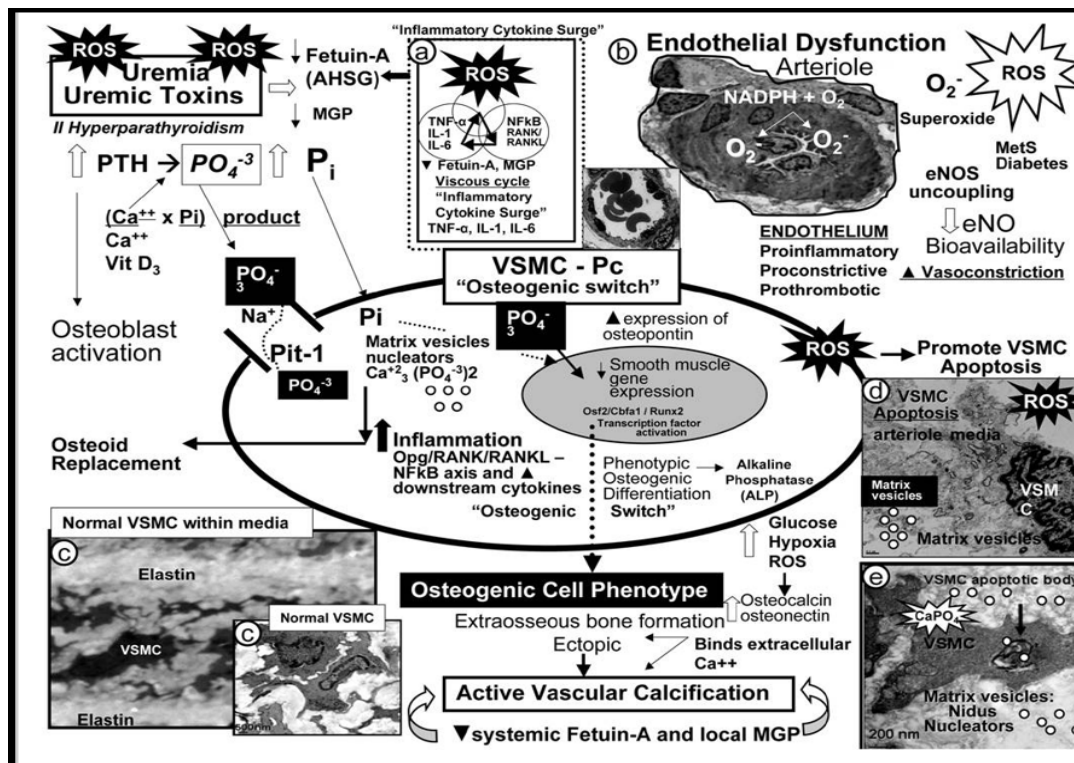 ROS
ROS
Uremia
Uremic Toxins
II Hyperparathyroidism
Fetuin-A
(AHSG)
MGP
PTH
PO₄⁻³
Pᵢ
(Ca⁺⁺ x Pi) product
Ca⁺⁺
Vit D₃
Osteoblast
activation
"Inflammatory Cytokine Surge"
a
ROS
TNF-α
IL-1
IL-6
NFkB
RANK/
RANKL
▼ Fetuin-A, MGP
Viscous cycle
"Inflammatory
Cytokine Surge"
TNF-α, IL-1, IL-6
b
Endothelial Dysfunction
Arteriole
NADPH + O₂
O₂
O₂⁻
O₂⁻
ROS
Superoxide
MetS
Diabetes
eNOS
uncoupling
eNO
Bioavailability
ENDOTHELIUM
Proinflammatory
Proconstrictive
Prothrombotic
▲ Vasoconstriction
VSMC - Pc
"Osteogenic switch"
PO₄⁻
3
Na⁺
Pit-1
PO₄⁻³
Pi
Matrix vesicles
nucleators
Ca⁺²₃ (PO₄⁻³)2
PO₄⁻
3
▲ expression of
osteopontin
Smooth muscle
gene
expression
Osf2/Cbfa1 / Runx2
Transcription factor
activation
ROS
Promote VSMC
Apoptosis
Osteoid
Replacement
Inflammation
Opg/RANK/RANKL –
NFkB axis and ▲
downstream cytokines
"Osteogenic Switch"
Phenotypic
Osteogenic
Differentiation
Alkaline
Phosphatase
(ALP)
d
VSMC
Apoptosis
arteriole media
ROS
Matrix
vesicles
VSM
C
Matrix vesicles
Normal VSMC within media
c
Elastin
VSMC
Elastin
Normal VSMC
c
500nm
Glucose
Hypoxia
ROS
Osteocalcin
osteonectin
Osteogenic Cell Phenotype
Extraosseous bone formation
Ectopic
Binds extracellular
Ca++
Active Vascular Calcification
▼systemic Fetuin-A and local MGP
e
VSMC apoptotic body
CaPO₄
VSMC
Matrix vesicles:
Nidus
Nucleators
200 nm